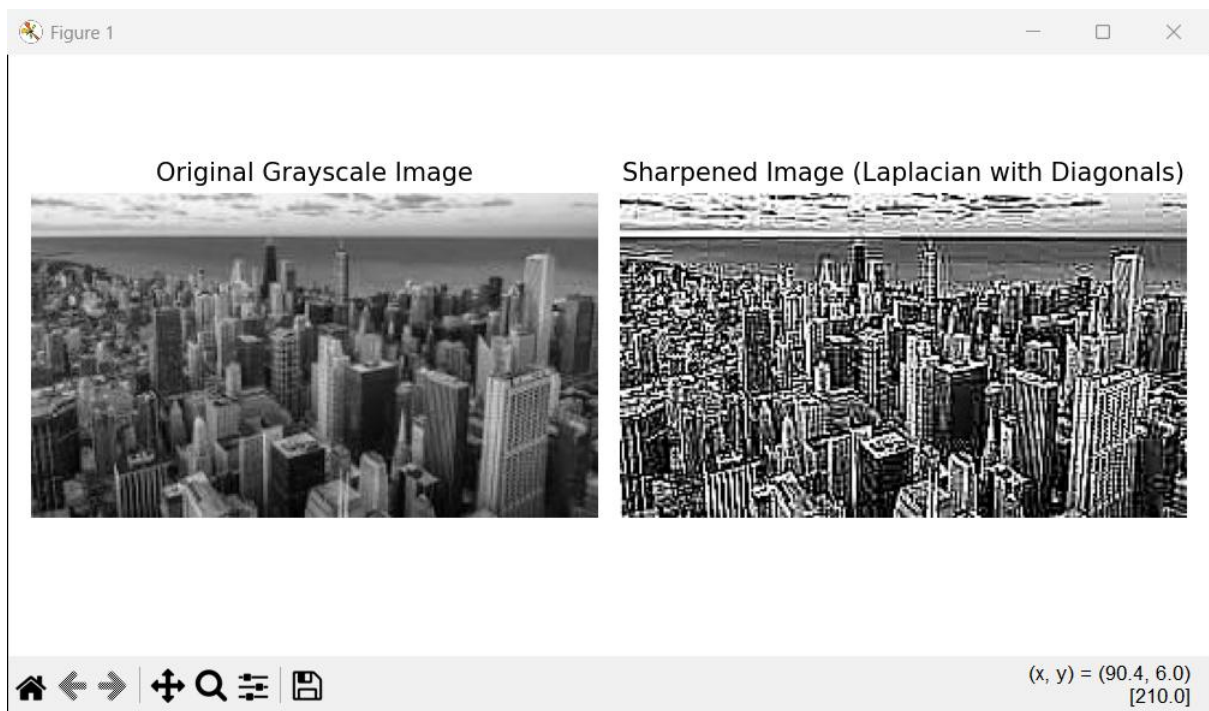 Figure 1
Original Grayscale Image
Sharpened Image (Laplacian with Diagonals)
(x, y) = (90.4, 6.0)
[210.0]